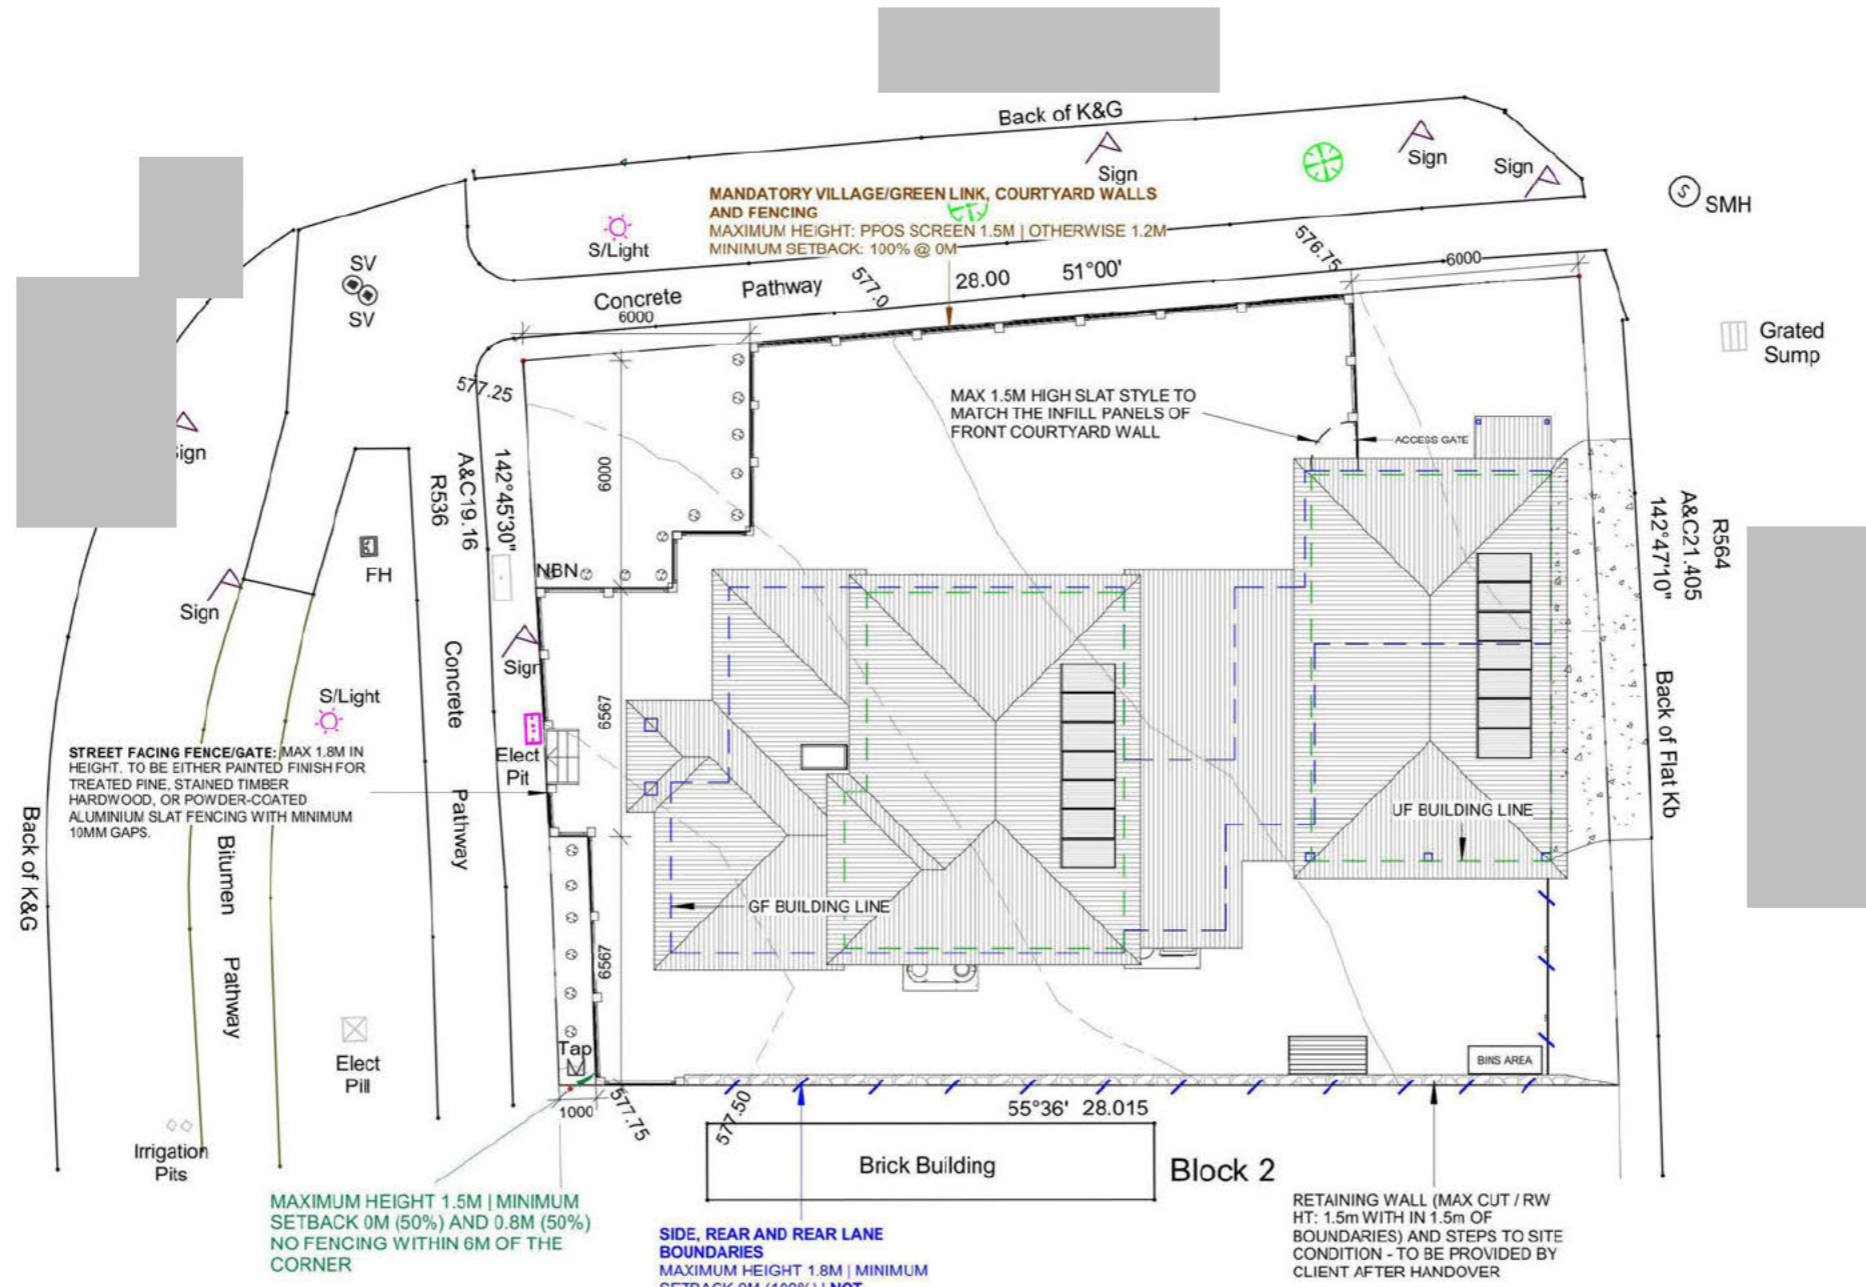 Back of K&G
Sign
Sign
Sign
SMH
MANDATORY VILLAGE/GREEN LINK, COURTYARD WALLS
AND FENCING
MAXIMUM HEIGHT: PPOS SCREEN 1.5M | OTHERWISE 1.2M
MINIMUM SETBACK: 100% @ 0M
S/Light
SV
SV
Concrete
Pathway
6000
577.0
28.00
51°00'
576.75
6000
Grated
Sump
577.25
MAX 1.5M HIGH SLAT STYLE TO
MATCH THE INFILL PANELS OF
FRONT COURTYARD WALL
ACCESS GATE
ign
6000
142°45'30"
A&C19.16
R536
R564
A&C21.405
142°47'10"
FH
NBN
Sign
Sign
Concrete
Pathway
6567
S/Light
Back of Flat Kb
Elect
Pit
STREET FACING FENCE/GATE: MAX 1.8M IN
HEIGHT. TO BE EITHER PAINTED FINISH FOR
TREATED PINE, STAINED TIMBER
HARDWOOD, OR POWDER-COATED
ALUMINIUM SLAT FENCING WITH MINIMUM
10MM GAPS.
UF BUILDING LINE
Back of K&G
Bitumen
Pathway
GF BUILDING LINE
6567
Elect
Pill
Tap
BINS AREA
1000
577.75
577.50
55°36' 28.015
Irrigation
Pits
Brick Building
Block 2
MAXIMUM HEIGHT 1.5M | MINIMUM
SETBACK 0M (50%) AND 0.8M (50%)
NO FENCING WITHIN 6M OF THE
CORNER
SIDE, REAR AND REAR LANE
BOUNDARIES
MAXIMUM HEIGHT 1.8M | MINIMUM
SETBACK 0M (100%) | NOT
RETAINING WALL (MAX CUT / RW
HT: 1.5m WITH IN 1.5m OF
BOUNDARIES) AND STEPS TO SITE
CONDITION - TO BE PROVIDED BY
CLIENT AFTER HANDOVER